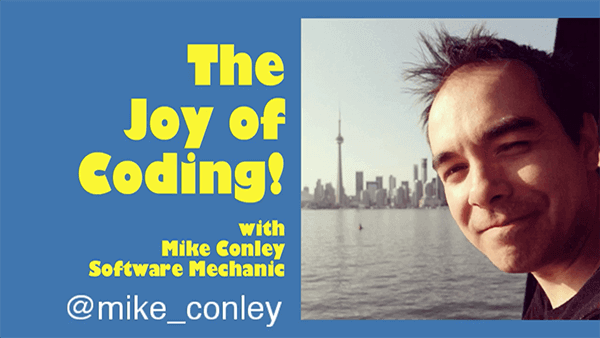 The
Joy of
Coding!
with
Mike Conley
Software Mechanic
@mike_conley